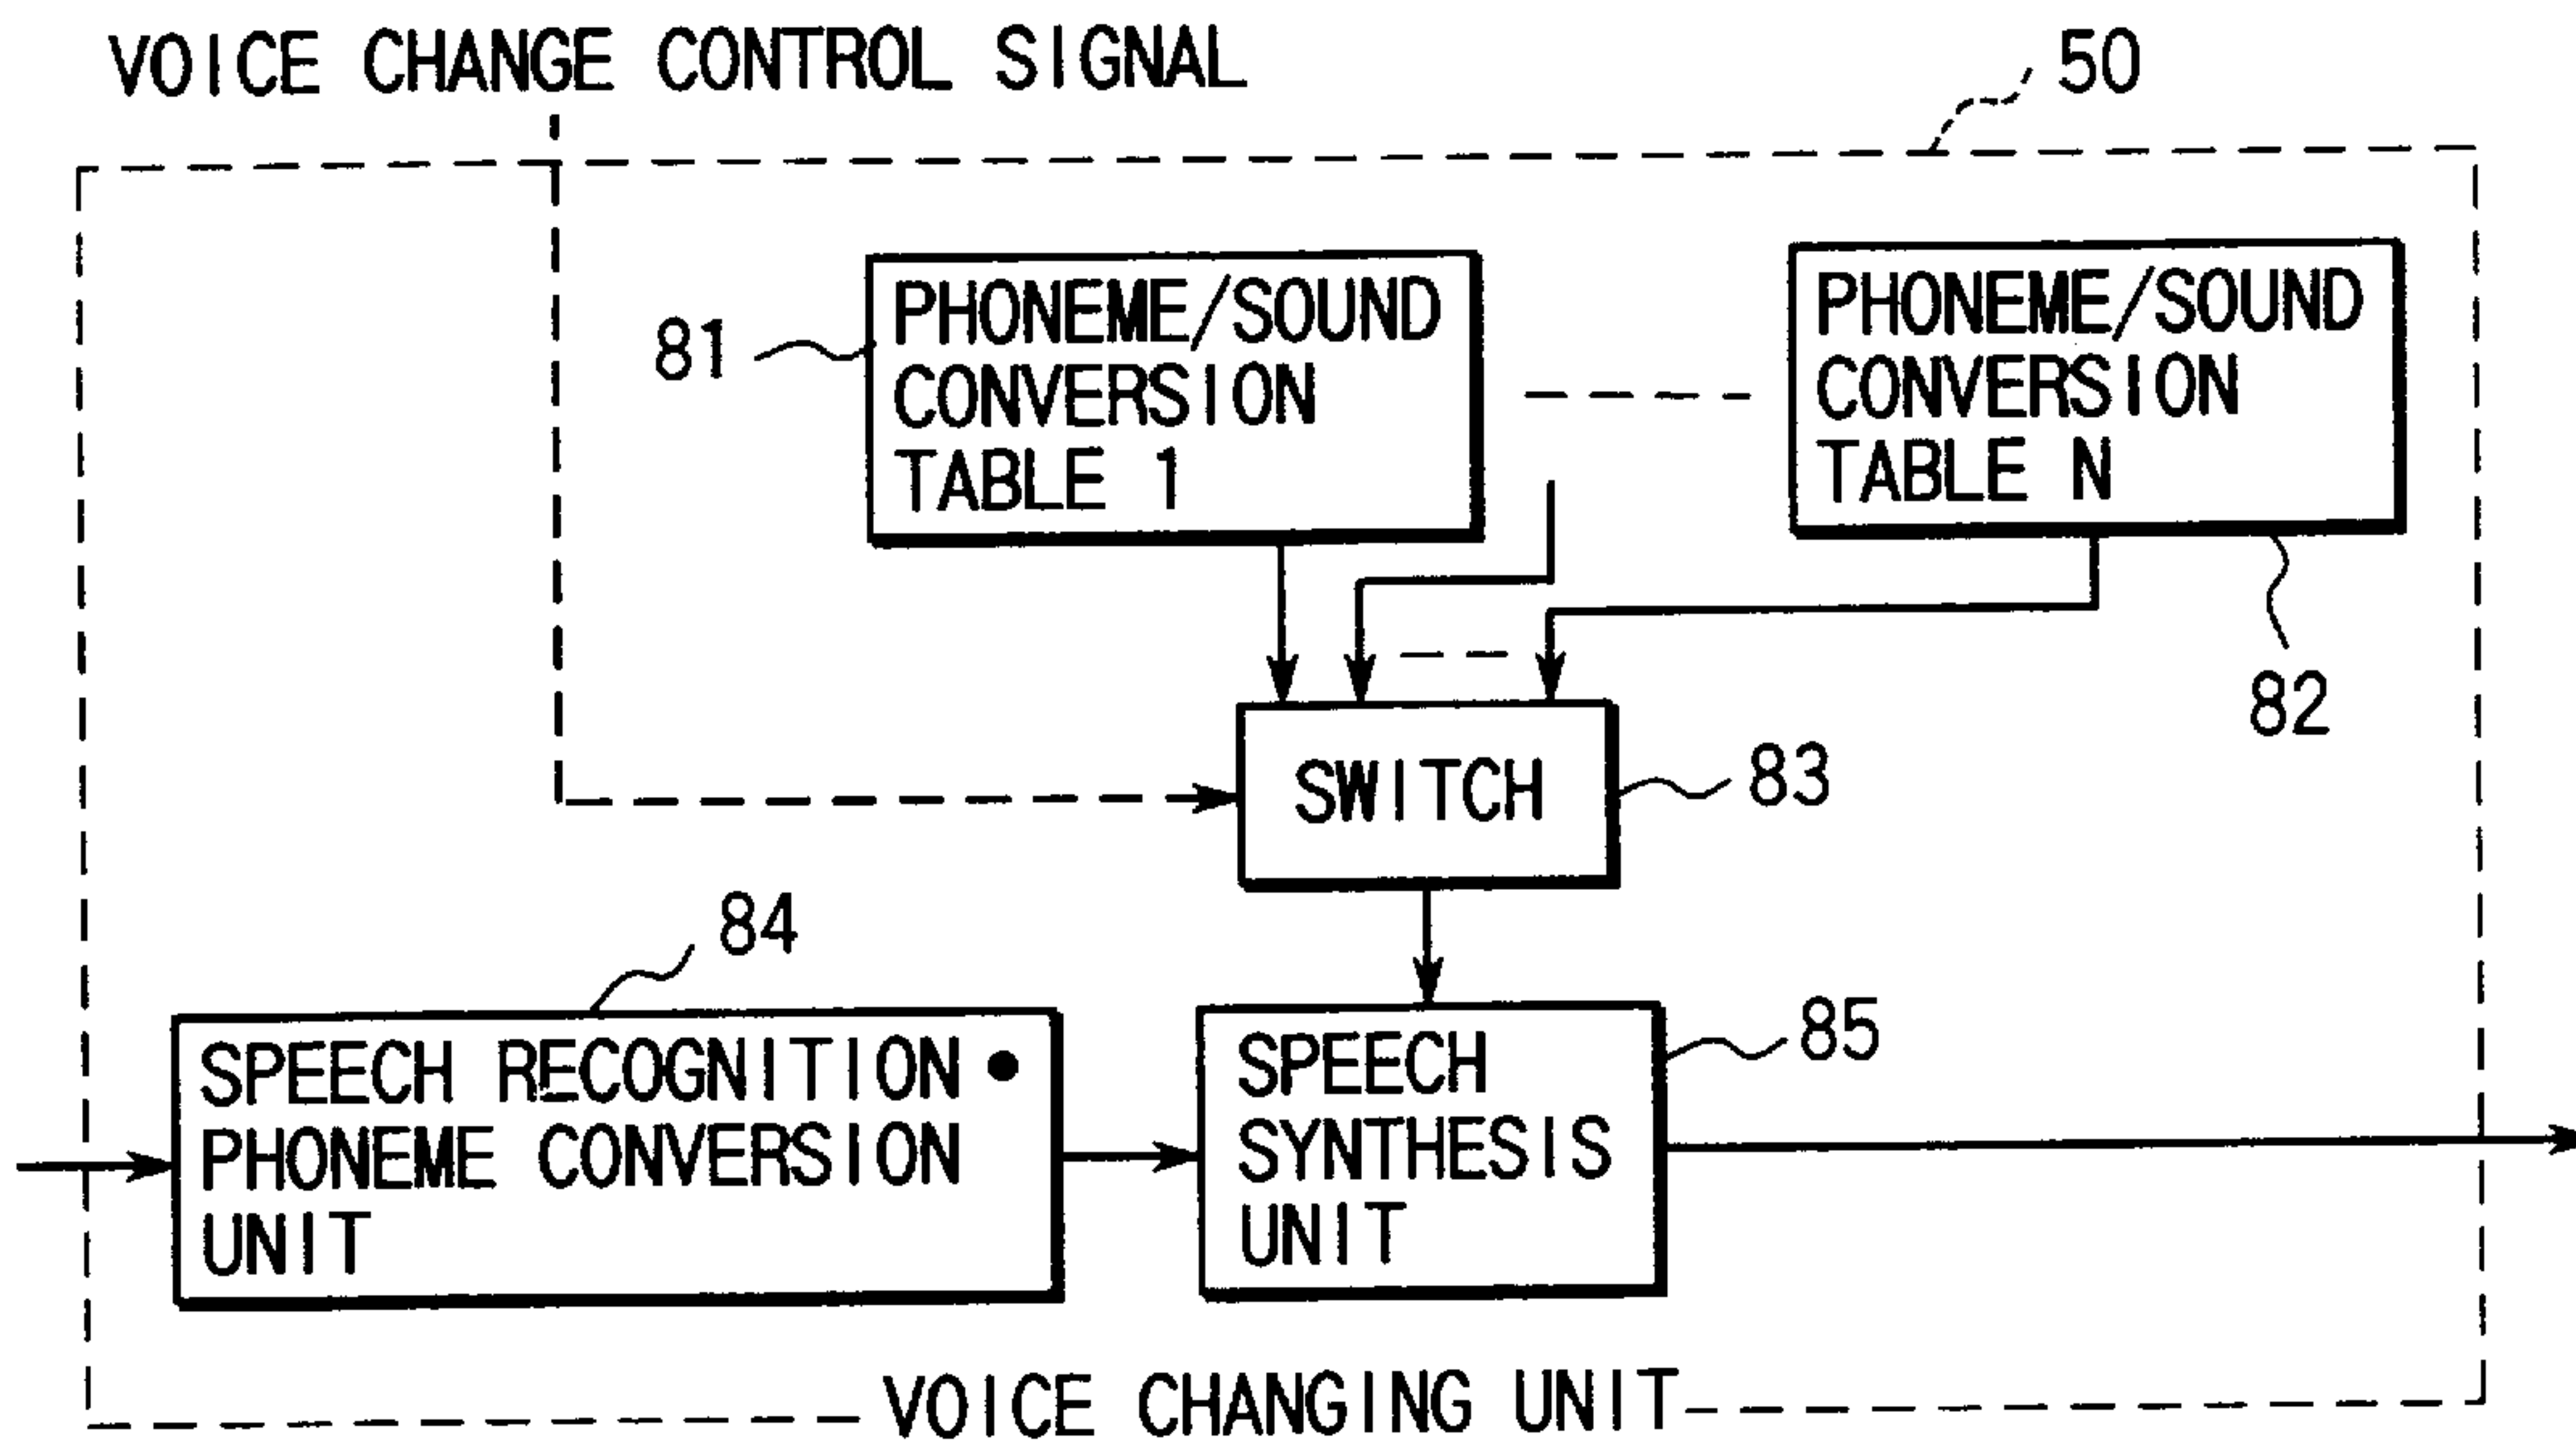 VOICE CHANGE CONTROL SIGNAL
50
81
PHONEME/SOUND
CONVERSION
TABLE 1
PHONEME/SOUND
CONVERSION
TABLE N
82
SWITCH
83
84
SPEECH RECOGNITION •
PHONEME CONVERSION
UNIT
SPEECH
SYNTHESIS
UNIT
85
VOICE CHANGING UNIT